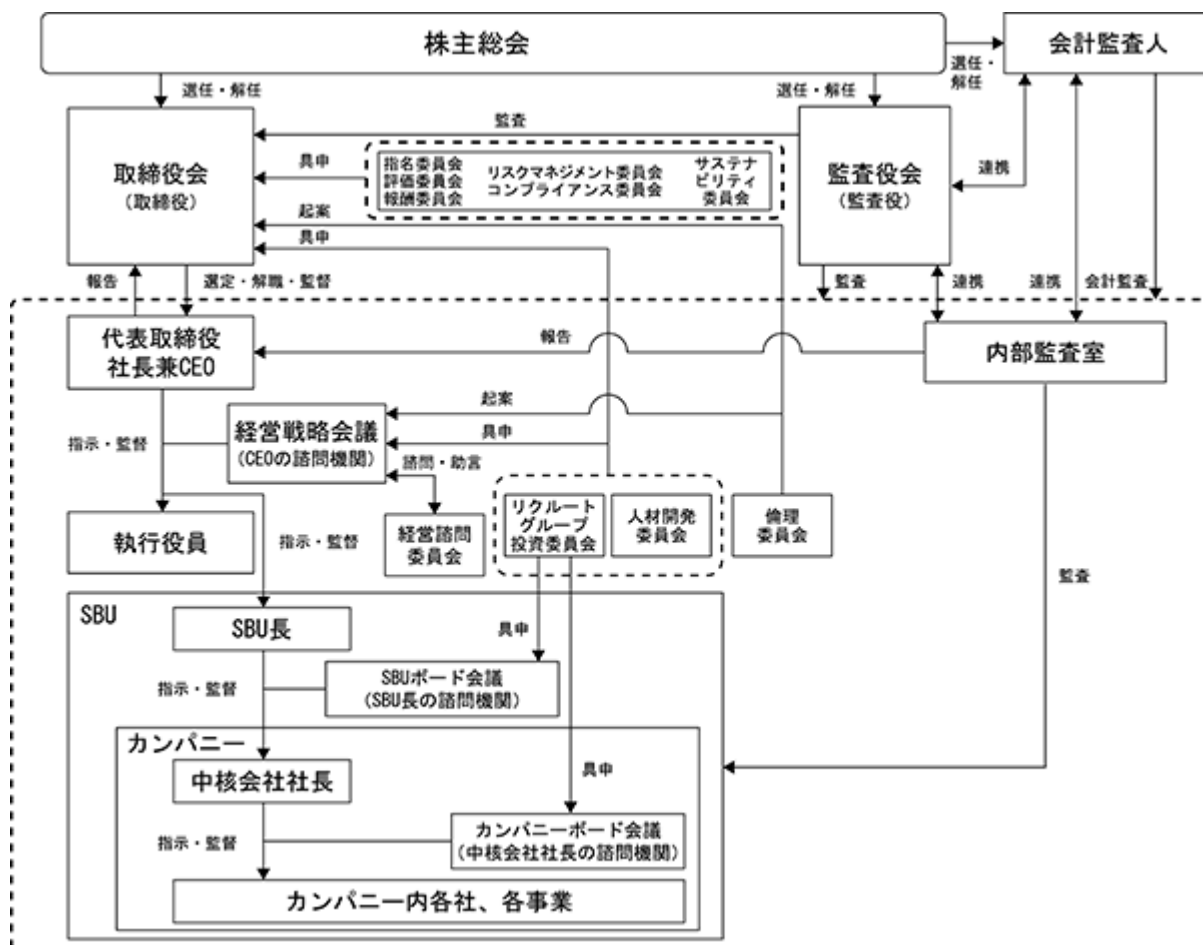 株主総会
会計監査人
選任・
解任
選任・解任
選任・解任
監査
取締役会
(取締役)
具申
指名委員会
評価委員会
報酬委員会
リスクマネジメント委員会
コンプライアンス委員会
サステナ
ビリティ
委員会
監査役会
(監査役)
連携
起案
具申
報告
選定・解職・監督
監査
連携
連携
会計監査
代表取締役
社長兼CEO
報告
内部監査室
起案
指示・監督
経営戦略会議
(CEOの諮問機関)
具申
諮問・助言
執行役員
指示・監督
経営諮問
委員会
リクルート
グループ
投資委員会
人材開発
委員会
倫理
委員会
監査
SBU
SBU長
具申
指示・監督
SBUボード会議
(SBU長の諮問機関)
カンパニー
中核会社社長
具申
指示・監督
カンパニーボード会議
(中核会社社長の諮問機関)
カンパニー内各社、各事業